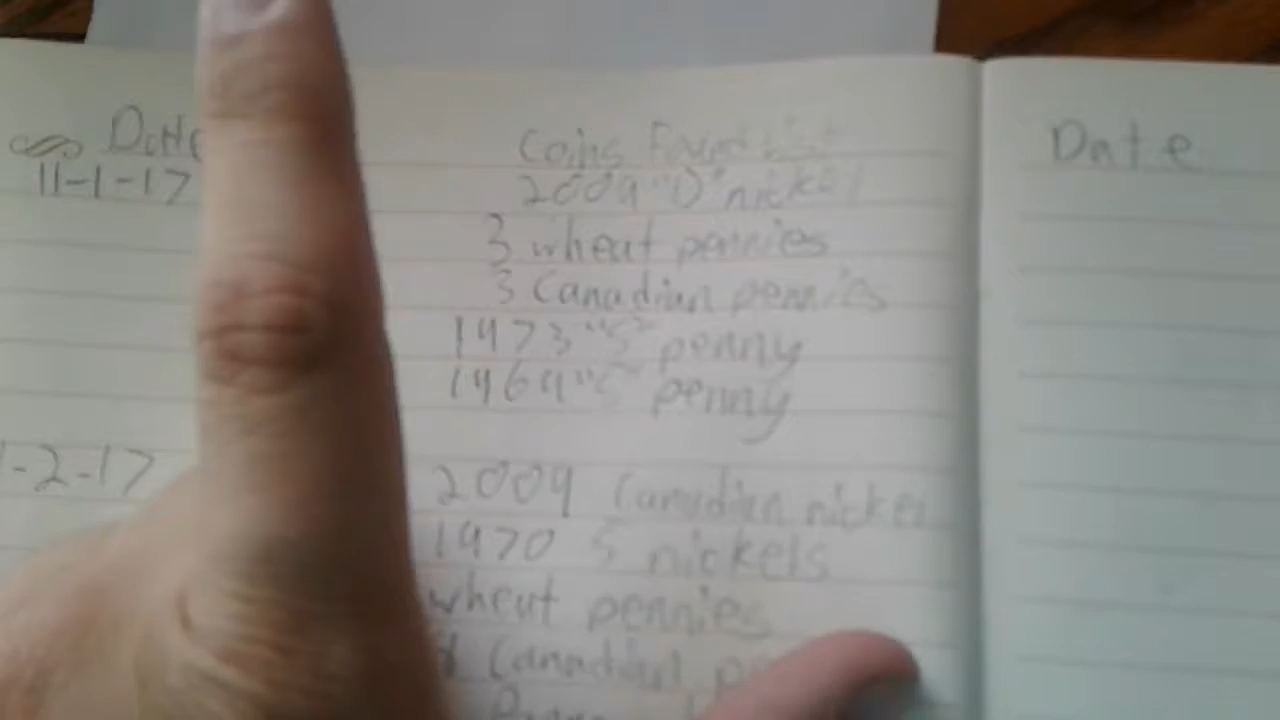 Date Coins Found List
11-1-17 2009 "D" nickel
3 wheat pennies
3 Canadian pennies
1973 "S" penny
1969 "S" penny
-2-17 2009 Canadian nickel
1970 S nickels
wheat pennies
Canadian
Date